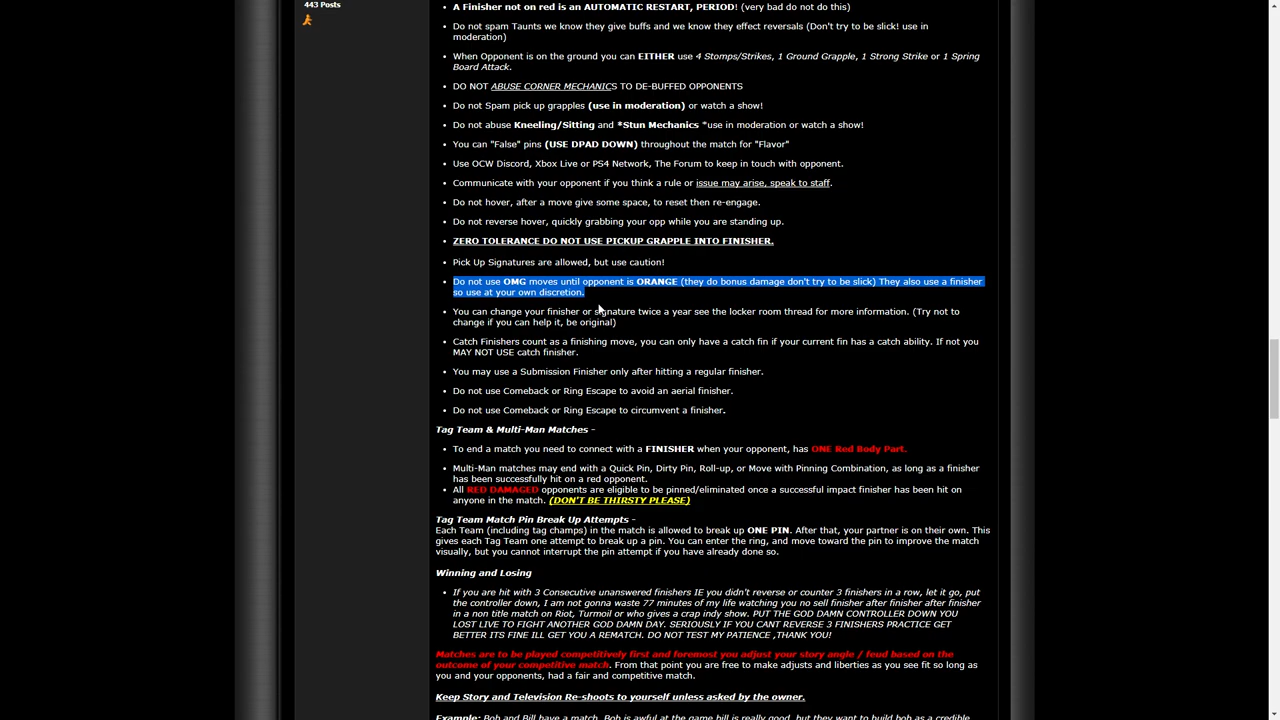 443 Posts
A Finisher not on red is an AUTOMATIC RESTART, PERIOD! (very bad do not do this)
Do not spam Taunts we know they give buffs and we know they effect reversals (Don't try to be slick! use in
moderation)
When Opponent is on the ground you can EITHER use 4 Stomps/Strikes, 1 Ground Grapple, 1 Strong Strike or 1 Spring
Board Attack.
DO NOT ABUSE CORNER MECHANICS TO DE-BUFFED OPPONENTS
Do not Spam pick up grapples (use in moderation) or watch a show!
Do not abuse Kneeling/Sitting and *Stun Mechanics *use in moderation or watch a show!
You can "False" pins (USE DPAD DOWN) throughout the match for "Flavor"
Use OCW Discord, Xbox Live or PS4 Network, The Forum to keep in touch with opponent.
Communicate with your opponent if you think a rule or issue may arise, speak to staff.
Do not hover, after a move give some space, to reset then re-engage.
Do not reverse hover, quickly grabbing your opp while you are standing up.
ZERO TOLERANCE DO NOT USE PICKUP GRAPPLE INTO FINISHER.
Pick Up Signatures are allowed, but use caution!
Do not use OMG moves until opponent is ORANGE (they do bonus damage don't try to be slick) They also use a finisher
so use at your own discretion.
You can change your finisher or signature twice a year see the locker room thread for more information. (Try not to
change if you can help it, be original)
Catch Finishers count as a finishing move, you can only have a catch fin if your current fin has a catch ability. If not you
MAY NOT USE catch finisher.
You may use a Submission Finisher only after hitting a regular finisher.
Do not use Comeback or Ring Escape to avoid an aerial finisher.
Do not use Comeback or Ring Escape to circumvent a finisher.
Tag Team & Multi-Man Matches -
To end a match you need to connect with a FINISHER when your opponent, has ONE Red Body Part.
Multi-Man matches may end with a Quick Pin, Dirty Pin, Roll-up, or Move with Pinning Combination, as long as a finisher
has been successfully hit on a red opponent.
All RED DAMAGED opponents are eligible to be pinned/eliminated once a successful impact finisher has been hit on
anyone in the match. (DON'T BE THIRSTY PLEASE)
Tag Team Match Pin Break Up Attempts -
Each Team (including tag champs) in the match is allowed to break up ONE PIN. After that, your partner is on their own. This
gives each Tag Team one attempt to break up a pin. You can enter the ring, and move toward the pin to improve the match
visually, but you cannot interrupt the pin attempt if you have already done so.
Winning and Losing
If you are hit with 3 Consecutive unanswered finishers IE you didn't reverse or counter 3 finishers in a row, let it go, put
the controller down, I am not gonna waste 77 minutes of my life watching you no sell finisher after finisher after finisher
in a non title match on Riot, Turmoil or who gives a crap indy show. PUT THE GOD DAMN CONTROLLER DOWN YOU
LOST LIVE TO FIGHT ANOTHER GOD DAMN DAY. SERIOUSLY IF YOU CANT REVERSE 3 FINISHERS PRACTICE GET
BETTER ITS FINE ILL GET YOU A REMATCH. DO NOT TEST MY PATIENCE ,THANK YOU!
Matches are to be played competitively first and foremost you adjust your story angle / feud based on the
outcome of your competitive match. From that point you are free to make adjusts and liberties as you see fit so long as
you and your opponents, had a fair and competitive match.
Keep Story and Television Re-shoots to yourself unless asked by the owner.
Example: Bob and Bill have a match. Bob is awful at the game bill is really good, but they want to build bob as a credible